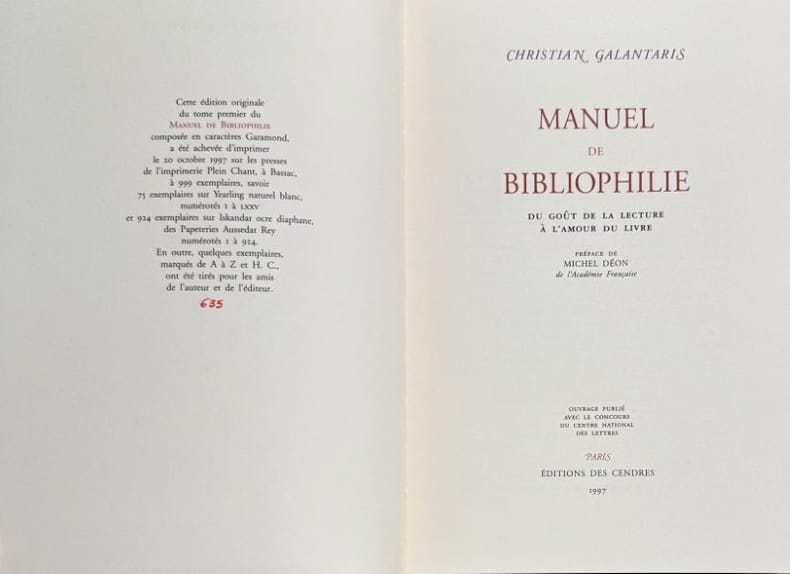 Cette édition originale
du tome premier du
MANUEL DE BIBLIOPHILIE
composée en caractères Garamond,
a été achevée d'imprimer
le 20 octobre 1997 sur les presses
de l'imprimerie Plein Chant, à Bassac,
à 999 exemplaires, savoir
75 exemplaires sur Yearling naturel blanc,
numérotés 1 à LXXV
et 924 exemplaires sur Iskandar ocre diaphane,
des Papeteries Aussedat Rey
numérotés 1 à 924.
En outre, quelques exemplaires,
marqués de A à Z et H. C.,
ont été tirés pour les amis
de l'auteur et de l'éditeur.
635
CHRISTIAN GALANTARIS
MANUEL
DE
BIBLIOPHILIE
DU GOÛT DE LA LECTURE
À L'AMOUR DU LIVRE
PRÉFACE DE
MICHEL DÉON
de l'Académie Française
OUVRAGE PUBLIÉ
AVEC LE CONCOURS
DU CENTRE NATIONAL
DES LETTRES
PARIS
ÉDITIONS DES CENDRES
1997